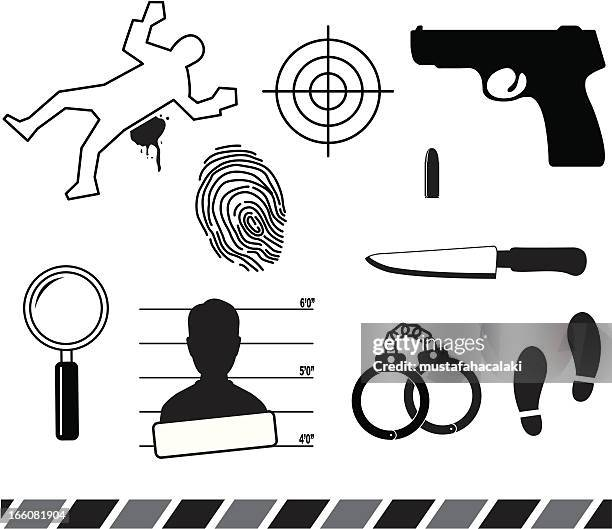 6'0"
5'0"
4'0"
gettyimages
mustafahacalaki
166081904